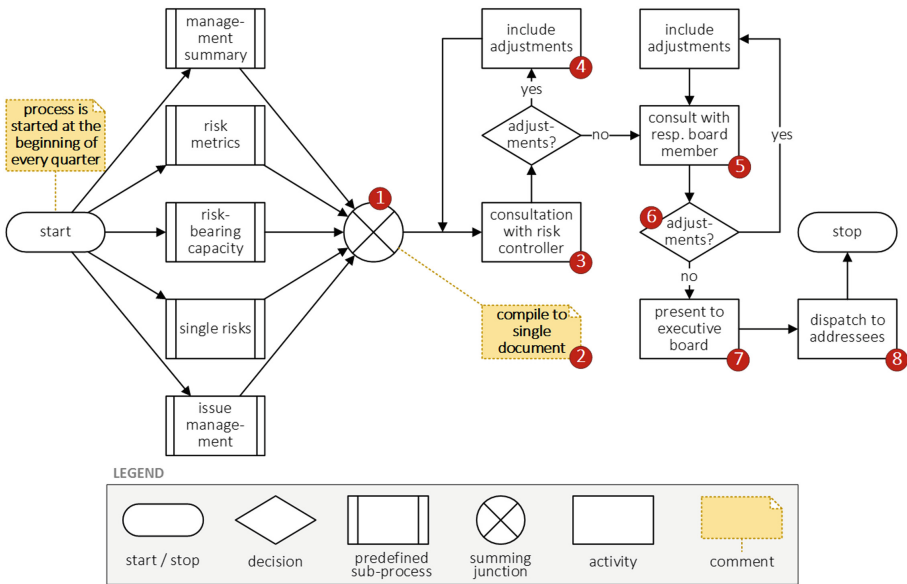 process is
started at the
beginning of
every quarter
start
manage-
ment
summary
risk
metrics
risk-
bearing
capacity
single risks
issue
manage-
ment
1
compile to
single
document
2
consultation
with risk
controller
3
adjust-
ments?
yes
no
include
adjustments
4
include
adjustments
consult with
resp. board
member
5
yes
6
adjust-
ments?
no
present to
executive
board
7
dispatch to
addressees
8
stop
LEGEND
start / stop
decision
predefined
sub-process
summing
junction
activity
comment